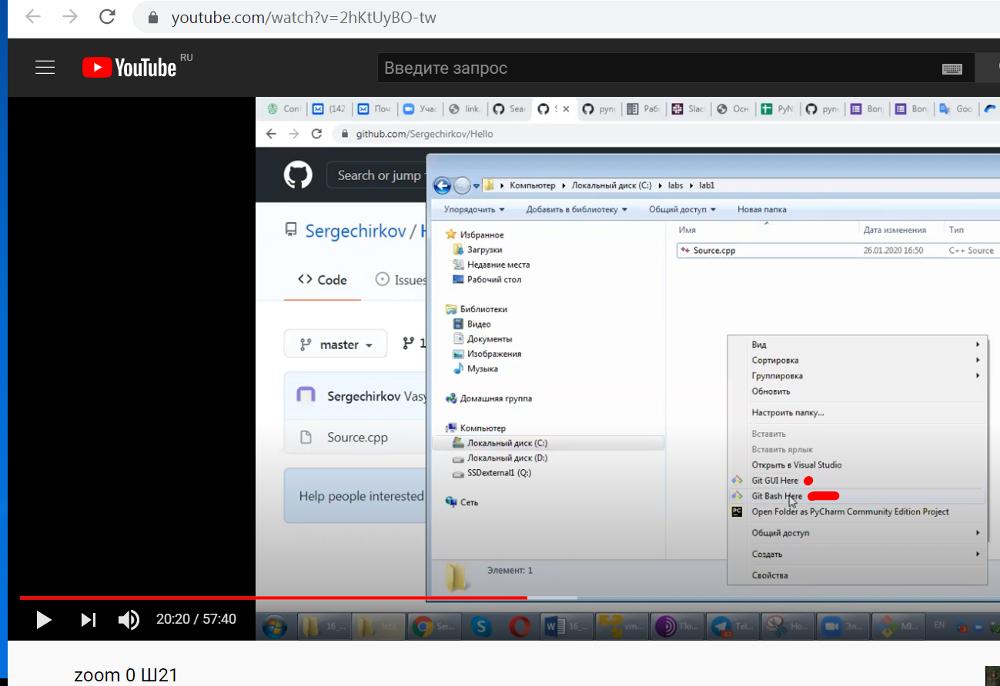 youtube.com/watch?v=2hKtUyBO-tw
YouTube RU
Введите запрос
Con (142 Поч Учас link. Sear S pyn Раб Slac Осн PyN pyn Воп Воп Goo
github.com/Sergechirkov/Hello
Search or jump
Компьютер Локальный диск (C:) labs lab1
Упорядочить Добавить в библиотеку Общий доступ Новая папка
Sergechirkov / H
Code Issues
master 1
Sergechirkov Vasy
Source.cpp
Help people interested
Избранное
Загрузки
Недавние места
Рабочий стол
Библиотеки
Видео
Документы
Изображения
Музыка
Домашняя группа
Компьютер
Локальный диск (C:)
Локальный диск (D:)
SSDexternal1 (Q:)
Сеть
Имя Дата изменения Тип
Source.cpp 26.01.2020 16:50 C++ Source
Вид
Сортировка
Группировка
Обновить
Настроить папку...
Вставить
Вставить ярлык
Открыть в Visual Studio
Git GUI Here
Git Bash Here
PC Open Folder as PyCharm Community Edition Project
Общий доступ
Создать
Свойства
Элемент: 1
20:20 / 57:40
16_... lab1 Ser... 16_... vm... По... Tel... Но... Эл... MI... EN
zoom 0 Ш21